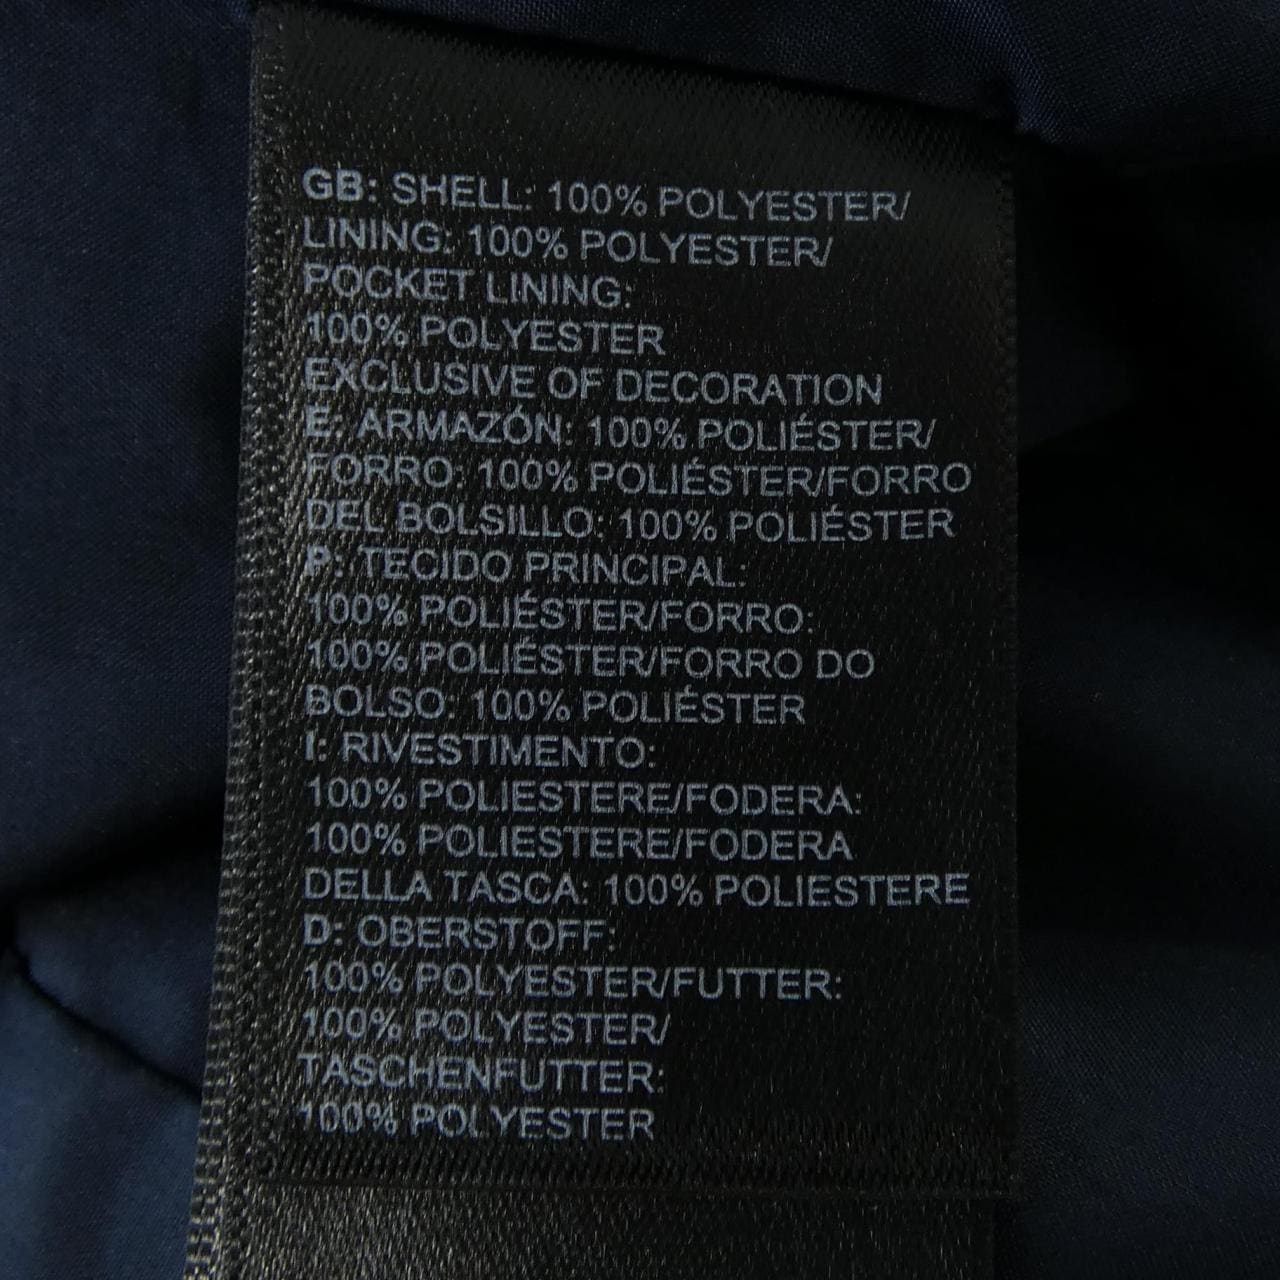 GB: SHELL: 100% POLYESTER/
LINING: 100% POLYESTER/
POCKET LINING:
100% POLYESTER
EXCLUSIVE OF DECORATION
E: ARMAZÓN: 100% POLIÉSTER/
FORRO: 100% POLIÉSTER/FORRO
DEL BOLSILLO: 100% POLIÉSTER
P: TECIDO PRINCIPAL:
100% POLIÉSTER/FORRO:
100% POLIÉSTER/FORRO DO
BOLSO: 100% POLIÉSTER
I: RIVESTIMENTO:
100% POLIESTERE/FODERA:
100% POLIESTERE/FODERA
DELLA TASCA: 100% POLIESTERE
D: OBERSTOFF:
100% POLYESTER/FUTTER:
100% POLYESTER/
TASCHENFUTTER:
100% POLYESTER